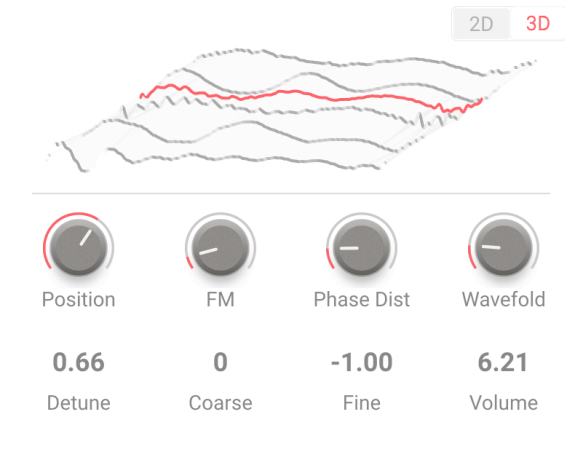 2D 3D
Position FM Phase Dist Wavefold
0.66 0 -1.00 6.21
Detune Coarse Fine Volume